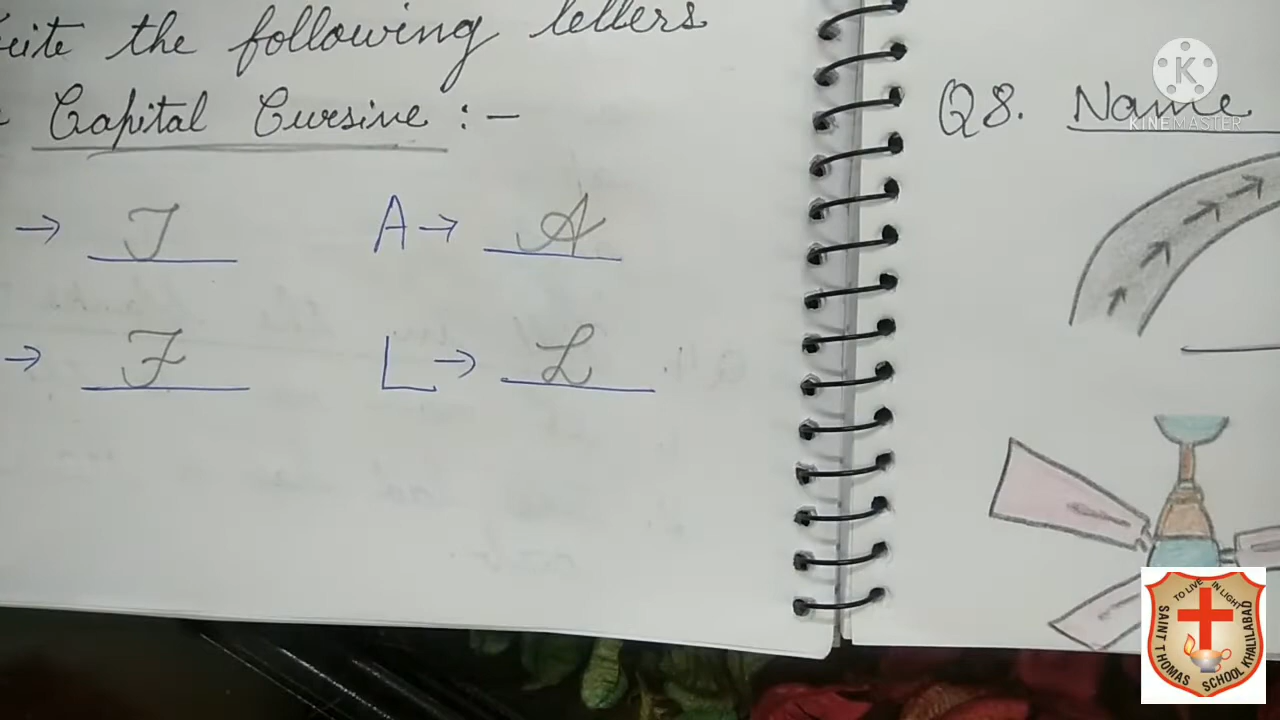 the following letters
Capital Cursive :-
→ T A → A
→ F L → L
Q8. Name
K
KINEMASTER
TO LIVE IN LIGHT
SAINT THOMAS SCHOOL KHALILABAD